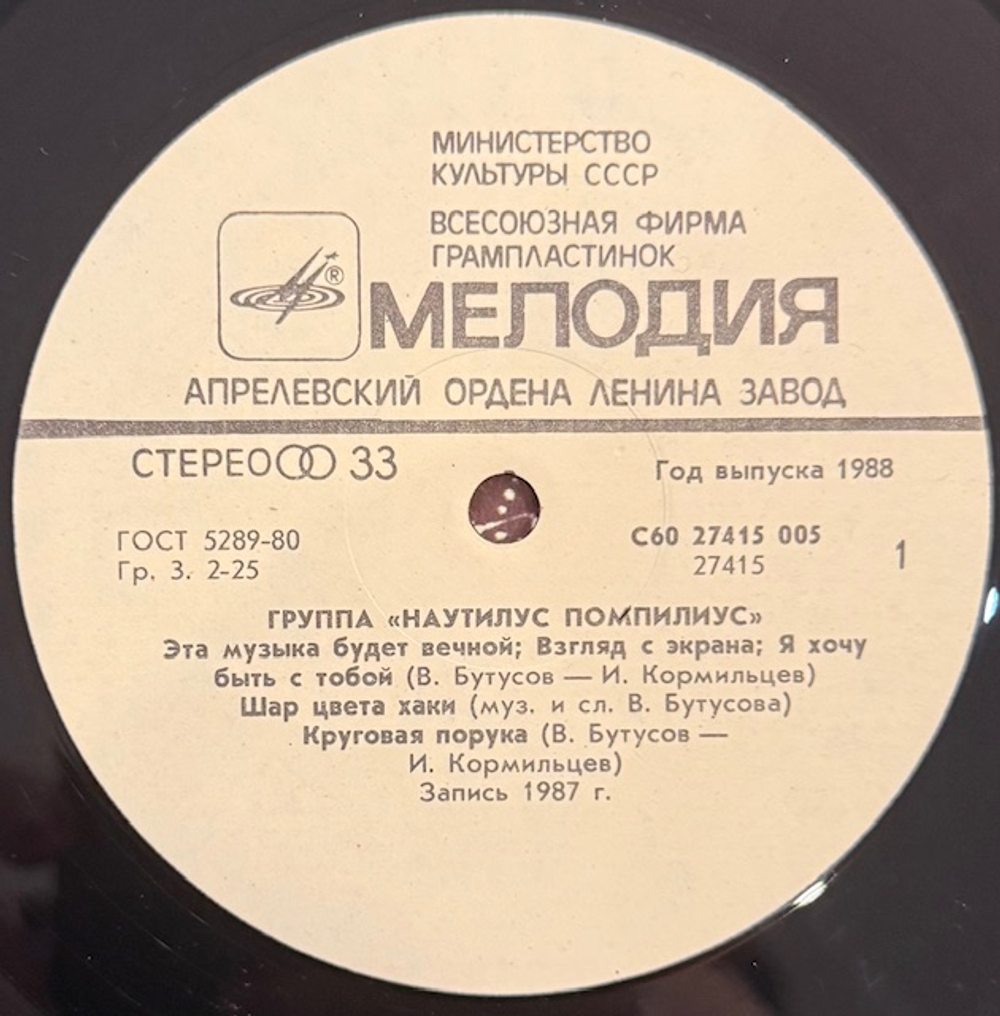 МИНИСТЕРСТВО
КУЛЬТУРЫ СССР
ВСЕСОЮЗНАЯ ФИРМА
ГРАМПЛАСТИНОК
®
МЕЛОДИЯ
АПРЕЛЕВСКИЙ ОРДЕНА ЛЕНИНА ЗАВОД
СТЕРЕО 33
Год выпуска 1988
ГОСТ 5289-80
Гр. 3. 2-25
С60 27415 005
27415
1
ГРУППА «НАУТИЛУС ПОМПИЛИУС»
Эта музыка будет вечной; Взгляд с экрана; Я хочу
быть с тобой (В. Бутусов — И. Кормильцев)
Шар цвета хаки (муз. и сл. В. Бутусова)
Круговая порука (В. Бутусов —
И. Кормильцев)
Запись 1987 г.